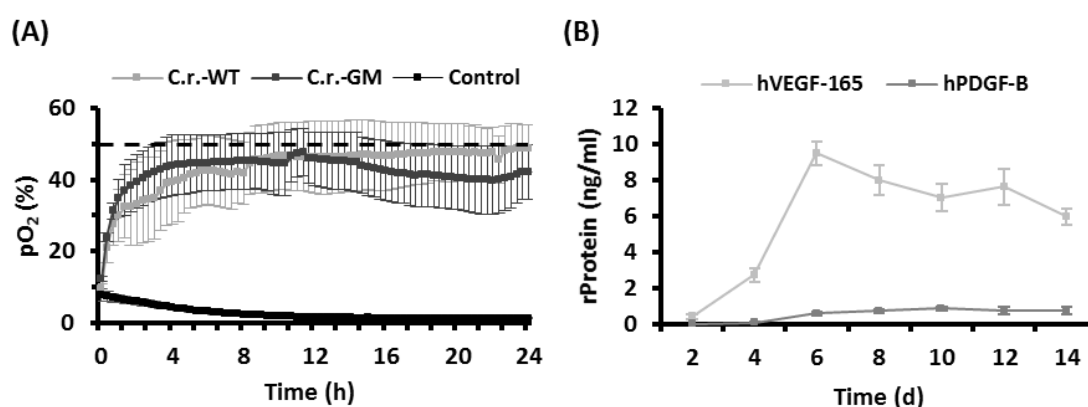 (A)
C.r.-WT C.r.-GM Control
pO₂ (%)
60
40
20
0
0 4 8 12 16 20 24
Time (h)
(B)
hVEGF-165 hPDGF-B
rProtein (ng/ml)
12
10
8
6
4
2
0
2 4 6 8 10 12 14
Time (d)